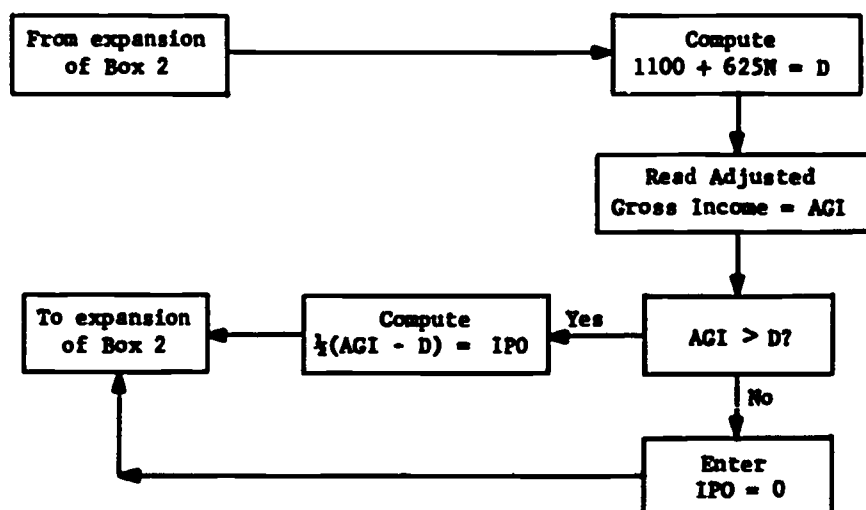 From expansion
of Box 2
Compute
1100 + 625N = D
Read Adjusted
Gross Income = AGI
AGI > D?
Yes
Compute
½(AGI - D) = IPO
To expansion
of Box 2
No
Enter
IPO = 0